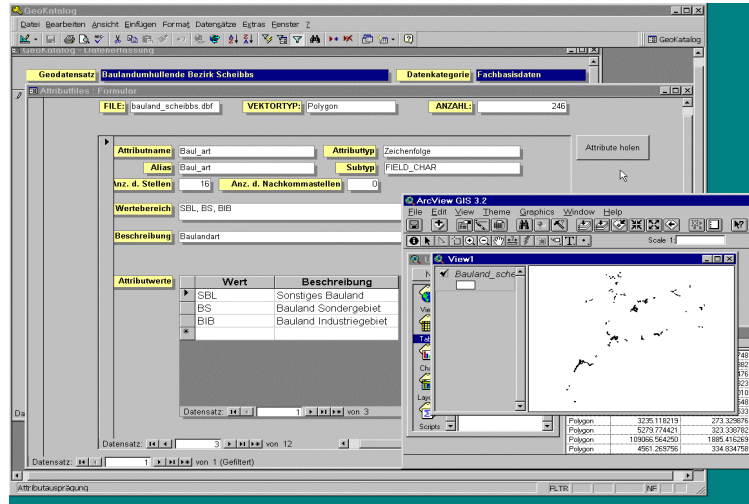 GeoKatalog
Datei Bearbeiten Ansicht Einfügen Format Datensätze Extras Fenster ?
GeoKatalog
GeoKatalog - Datenerfassung
Geodatensatz Baulandumhullende Bezirk Scheibbs Datenkategorie Fachbasisdaten
Attributfiles : Formular
FILE: bauland_scheibbs.dbf VEKTORTYP: Polygon ANZAHL: 246
Attributname Baul_art Attributtyp Zeichenfolge
Attribute holen
Alias Baul_art Subtyp FIELD_CHAR
Anz. d. Stellen 16 Anz. d. Nachkommastellen 0
Wertebereich SBL, BS, BIB
Beschreibung Baulandart
Attributwerte
Wert Beschreibung
SBL Sonstiges Bauland
BS Bauland Sondergebiet
BIB Bauland Industriegebiet
Datensatz: 1 von 3
Datensatz: 3 von 12
Datensatz: 1 von 1 (Gefiltert)
Attributausprägung FLTR NF
ArcView GIS 3.2
File Edit View Theme Graphics Window Help
Scale 1:
View1
Bauland_sche
Scripts
Polygon 3235.118219 273.329876
Polygon 5279.774421 323.338782
Polygon 109066.564250 1885.416269
Polygon 4561.269756 334.834758